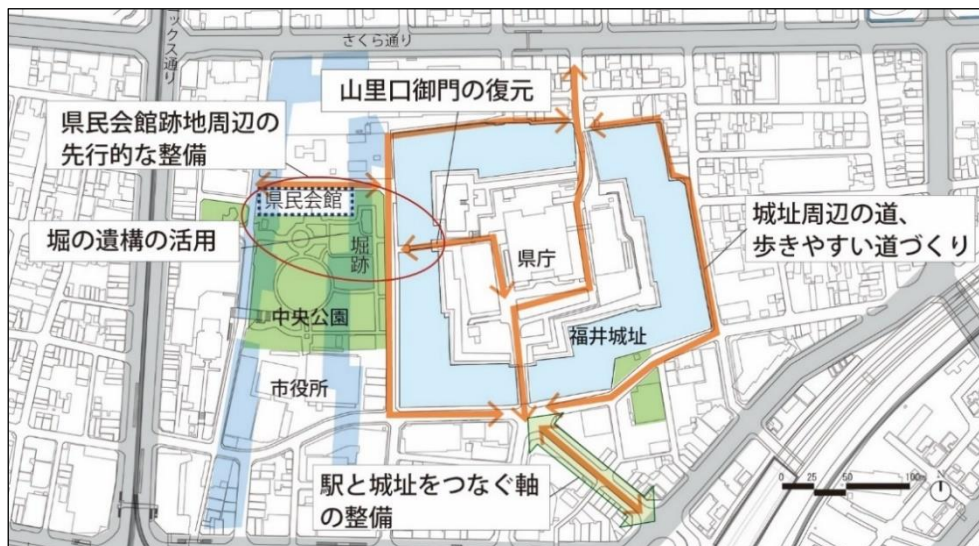 ックス通り
さくら通り
山里口御門の復元
県民会館跡地周辺の
先行的な整備
県民会館
堀の遺構の活用
堀跡
県庁
城址周辺の道、
歩きやすい道づくり
中央公園
福井城址
市役所
駅と城址をつなぐ軸
の整備
0 25 50 100m
N